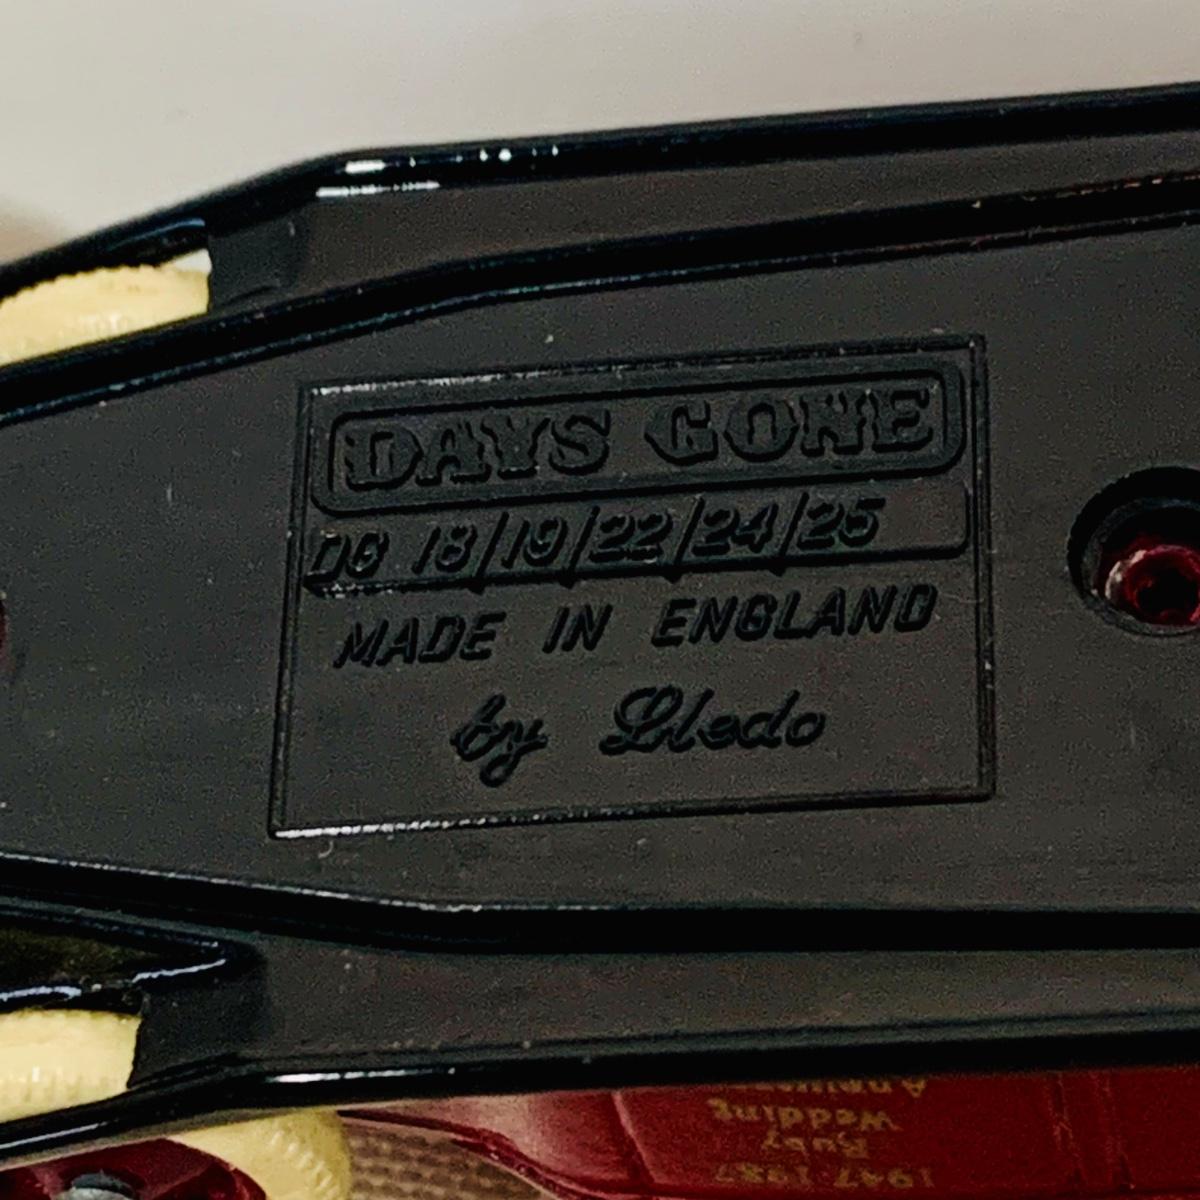 DAYS GONE
DG 18/19/22/24/25
MADE IN ENGLAND
by Lledo
1947-1987
Ruby
Wedding
Anniversary